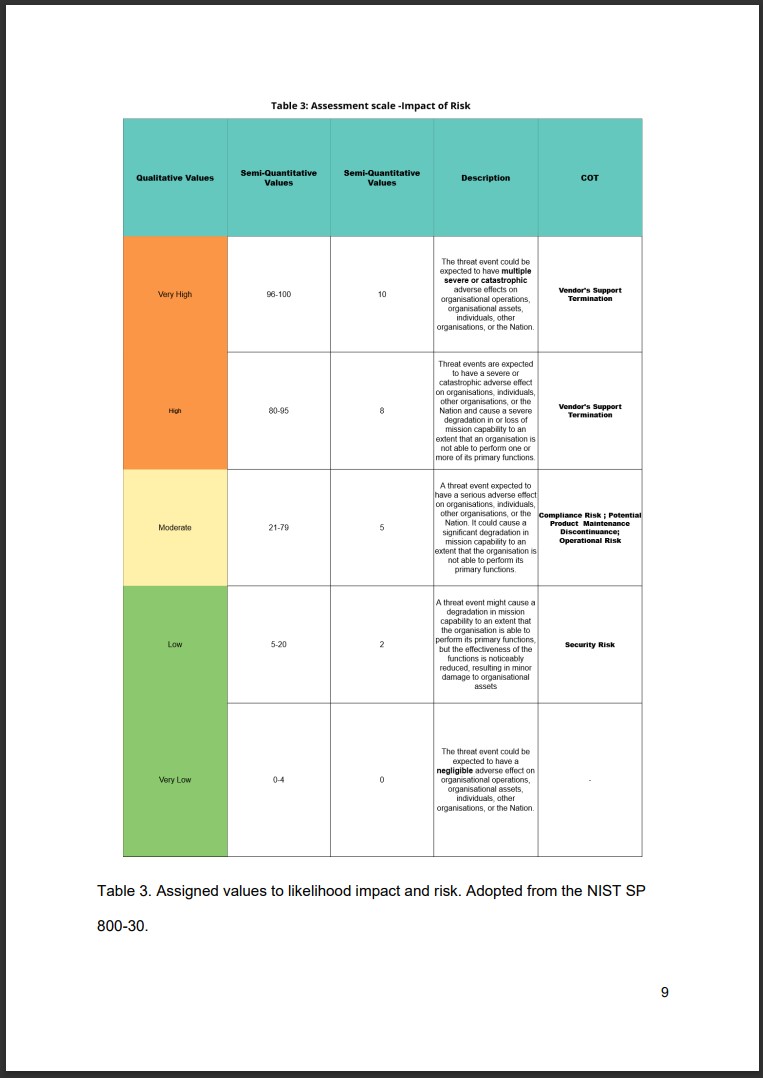 Table 3: Assessment scale -Impact of Risk
Qualitative Values
Semi-Quantitative
Values
Semi-Quantitative
Values
Description
COT
Very High
96-100
10
The threat event could be
expected to have multiple
severe or catastrophic
adverse effects on
organisational operations,
organisational assets,
individuals, other
organisations, or the Nation.
Vendor's Support
Termination
High
80-95
8
Threat events are expected
to have a severe or
catastrophic adverse effect
on organisations, individuals,
other organisations, or the
Nation and cause a severe
degradation in or loss of
mission capability to an
extent that an organisation is
not able to perform one or
more of its primary functions.
Vendor's Support
Termination
Moderate
21-79
5
A threat event expected to
have a serious adverse effect
on organisations, individuals,
other organisations, or the
Nation. It could cause a
significant degradation in
mission capability to an
extent that the organisation is
not able to perform its
primary functions.
Compliance Risk ; Potential
Product Maintenance
Discontinuance;
Operational Risk
Low
5-20
2
A threat event might cause a
degradation in mission
capability to an extent that
the organisation is able to
perform its primary functions,
but the effectiveness of the
functions is noticeably
reduced, resulting in minor
damage to organisational
assets
Security Risk
Very Low
0-4
0
The threat event could be
expected to have a
negligible adverse effect on
organisational operations,
organisational assets,
individuals, other
organisations, or the Nation.
-
Table 3. Assigned values to likelihood impact and risk. Adopted from the NIST SP
800-30.
9